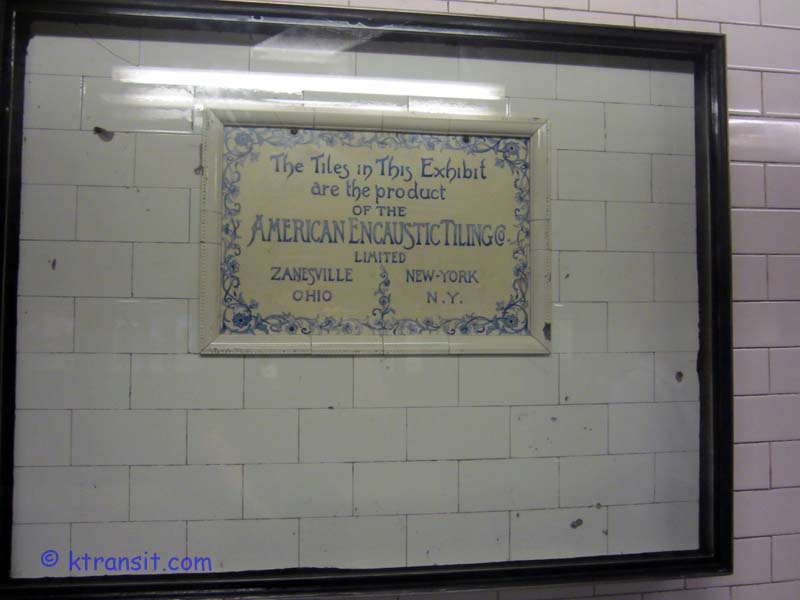 The Tiles in This Exhibit
are the product
OF THE
AMERICAN ENCAUSTIC TILING CO.
LIMITED
ZANESVILLE NEW-YORK
OHIO N.Y.
© ktransit.com